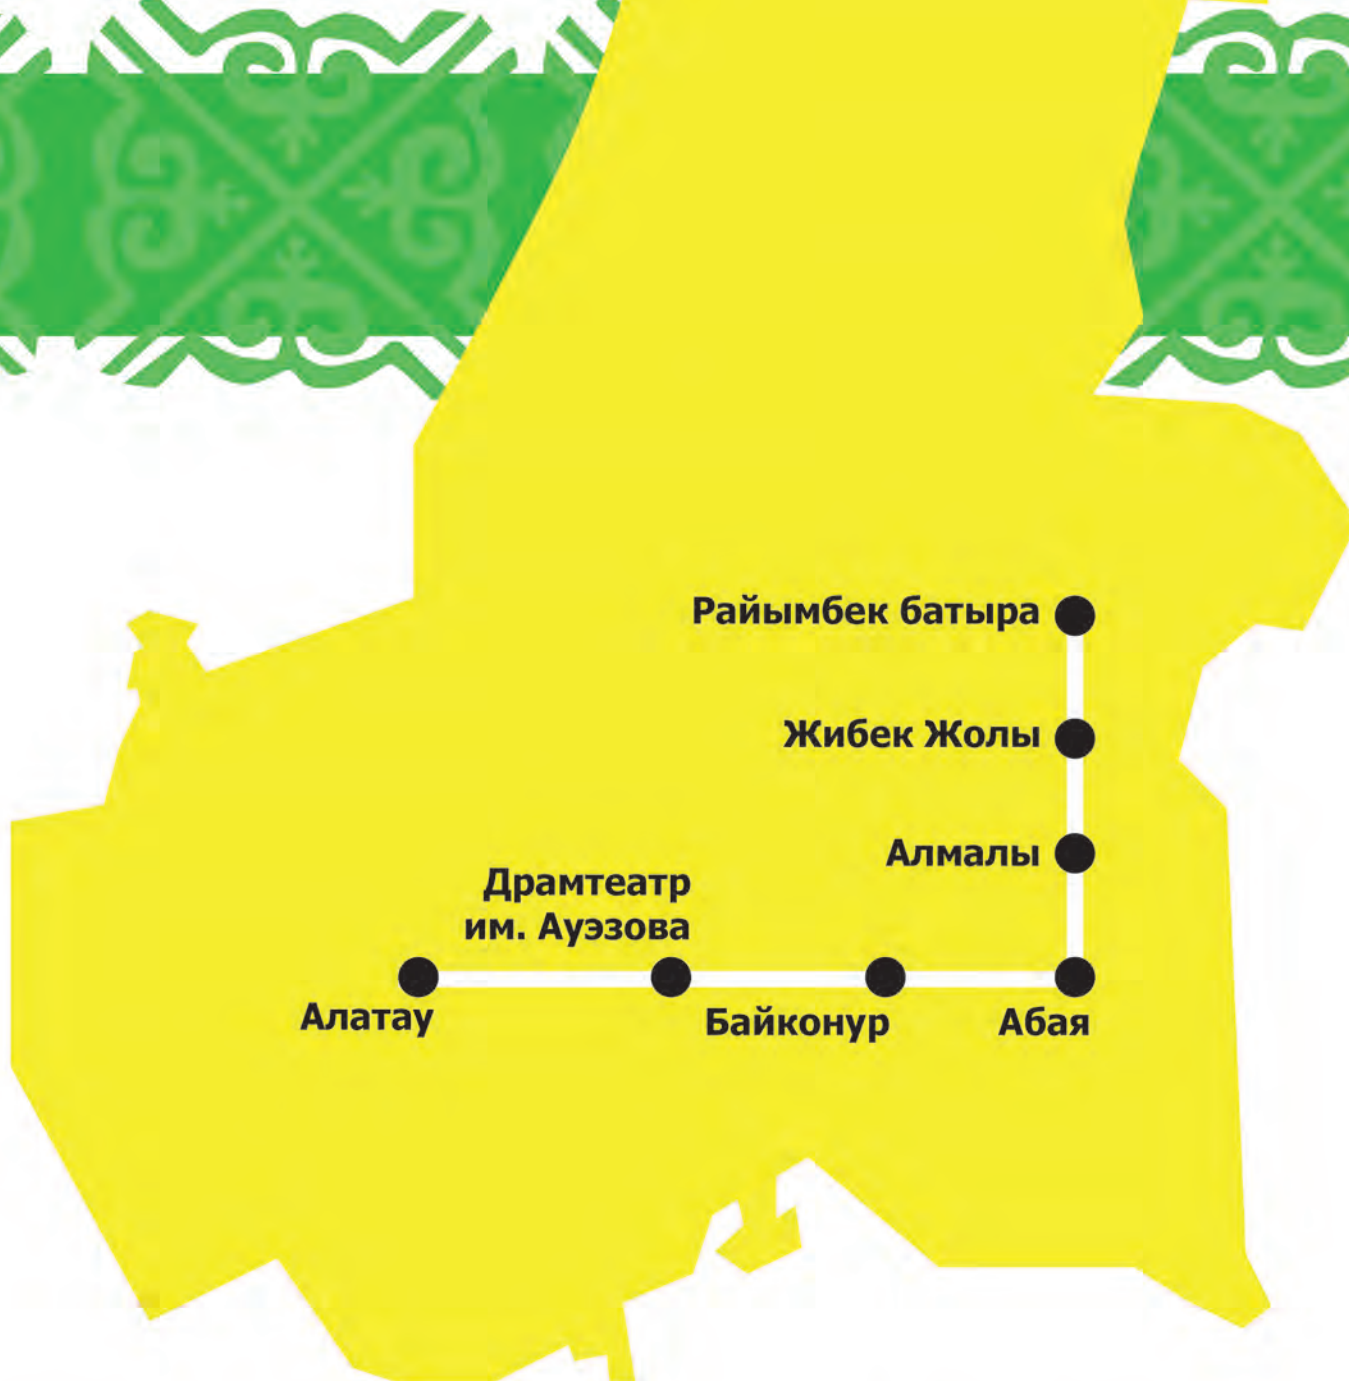 Райымбек батыра
Жибек Жолы
Алмалы
Драмтеатр
им. Ауэзова
Алатау
Байконур
Абая